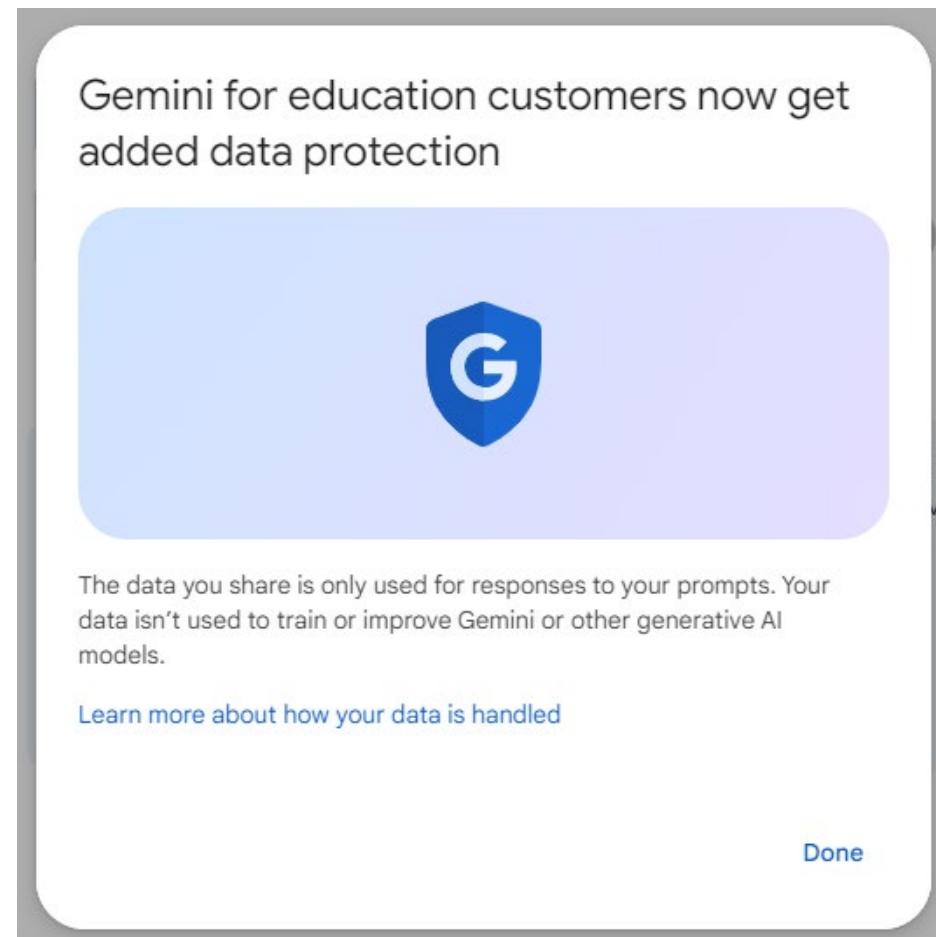 Gemini for education customers now get
added data protection
G
The data you share is only used for responses to your prompts. Your
data isn’t used to train or improve Gemini or other generative AI
models.
Learn more about how your data is handled
Done